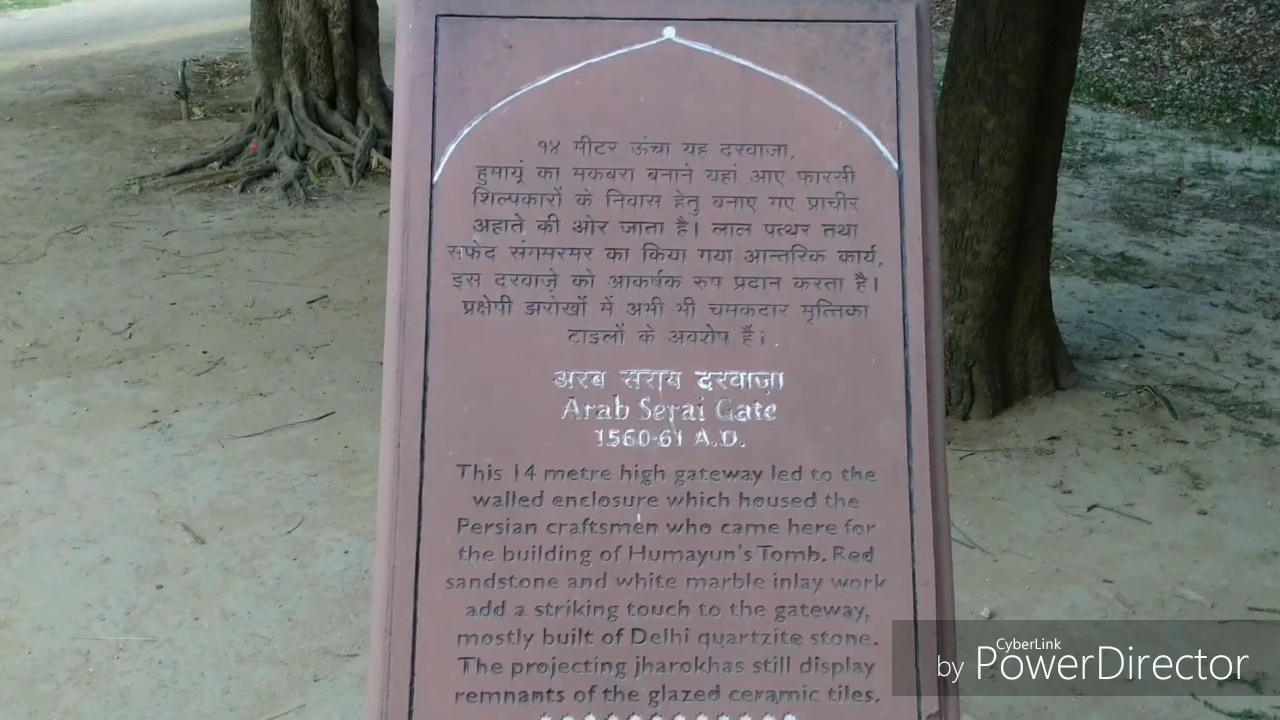 १४ मीटर ऊंचा यह दरवाजा,
हुमायूं का मकबरा बनाने यहां आए फारसी
शिल्पकारों के निवास हेतु बनाए गए प्राचीर
अहाते की ओर जाता है। लाल पत्थर तथा
सफेद संगमरमर का किया गया आन्तरिक कार्य,
इस दरवाज़े को आकर्षक रुप प्रदान करता है।
प्रक्षेपी झरोखों में अभी भी चमकदार मृत्तिका
टाइलों के अवशेष हैं।
अरब सराय दरवाज़ा
Arab Serai Gate
1560-61 A.D.
This 14 metre high gateway led to the
walled enclosure which housed the
Persian craftsmen who came here for
the building of Humayun's Tomb. Red
sandstone and white marble inlay work
add a striking touch to the gateway,
mostly built of Delhi quartzite stone.
The projecting jharokhas still display
remnants of the glazed ceramic tiles.
CyberLink
by PowerDirector